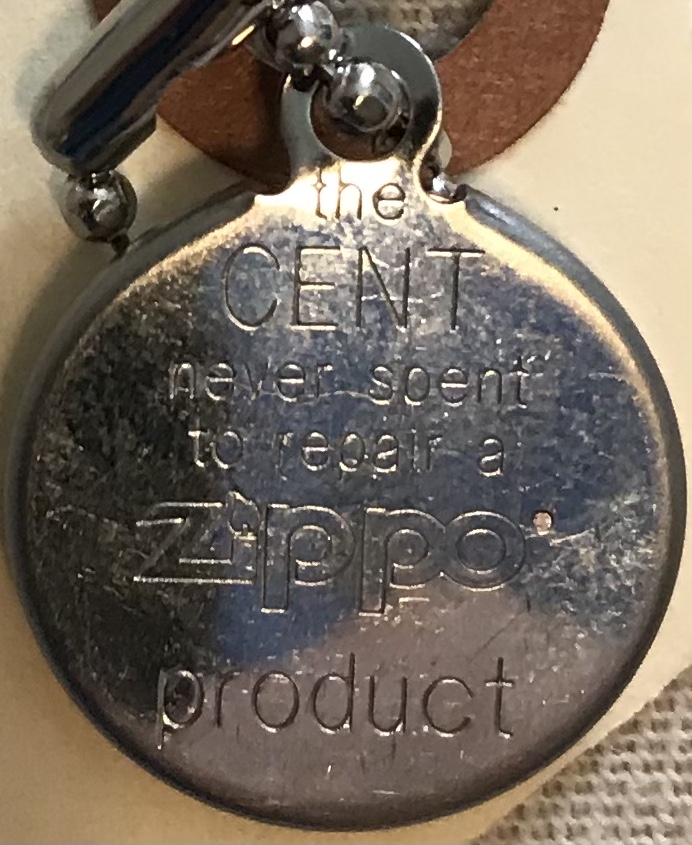 the
CENT
never spent
to repair a
zippo
product